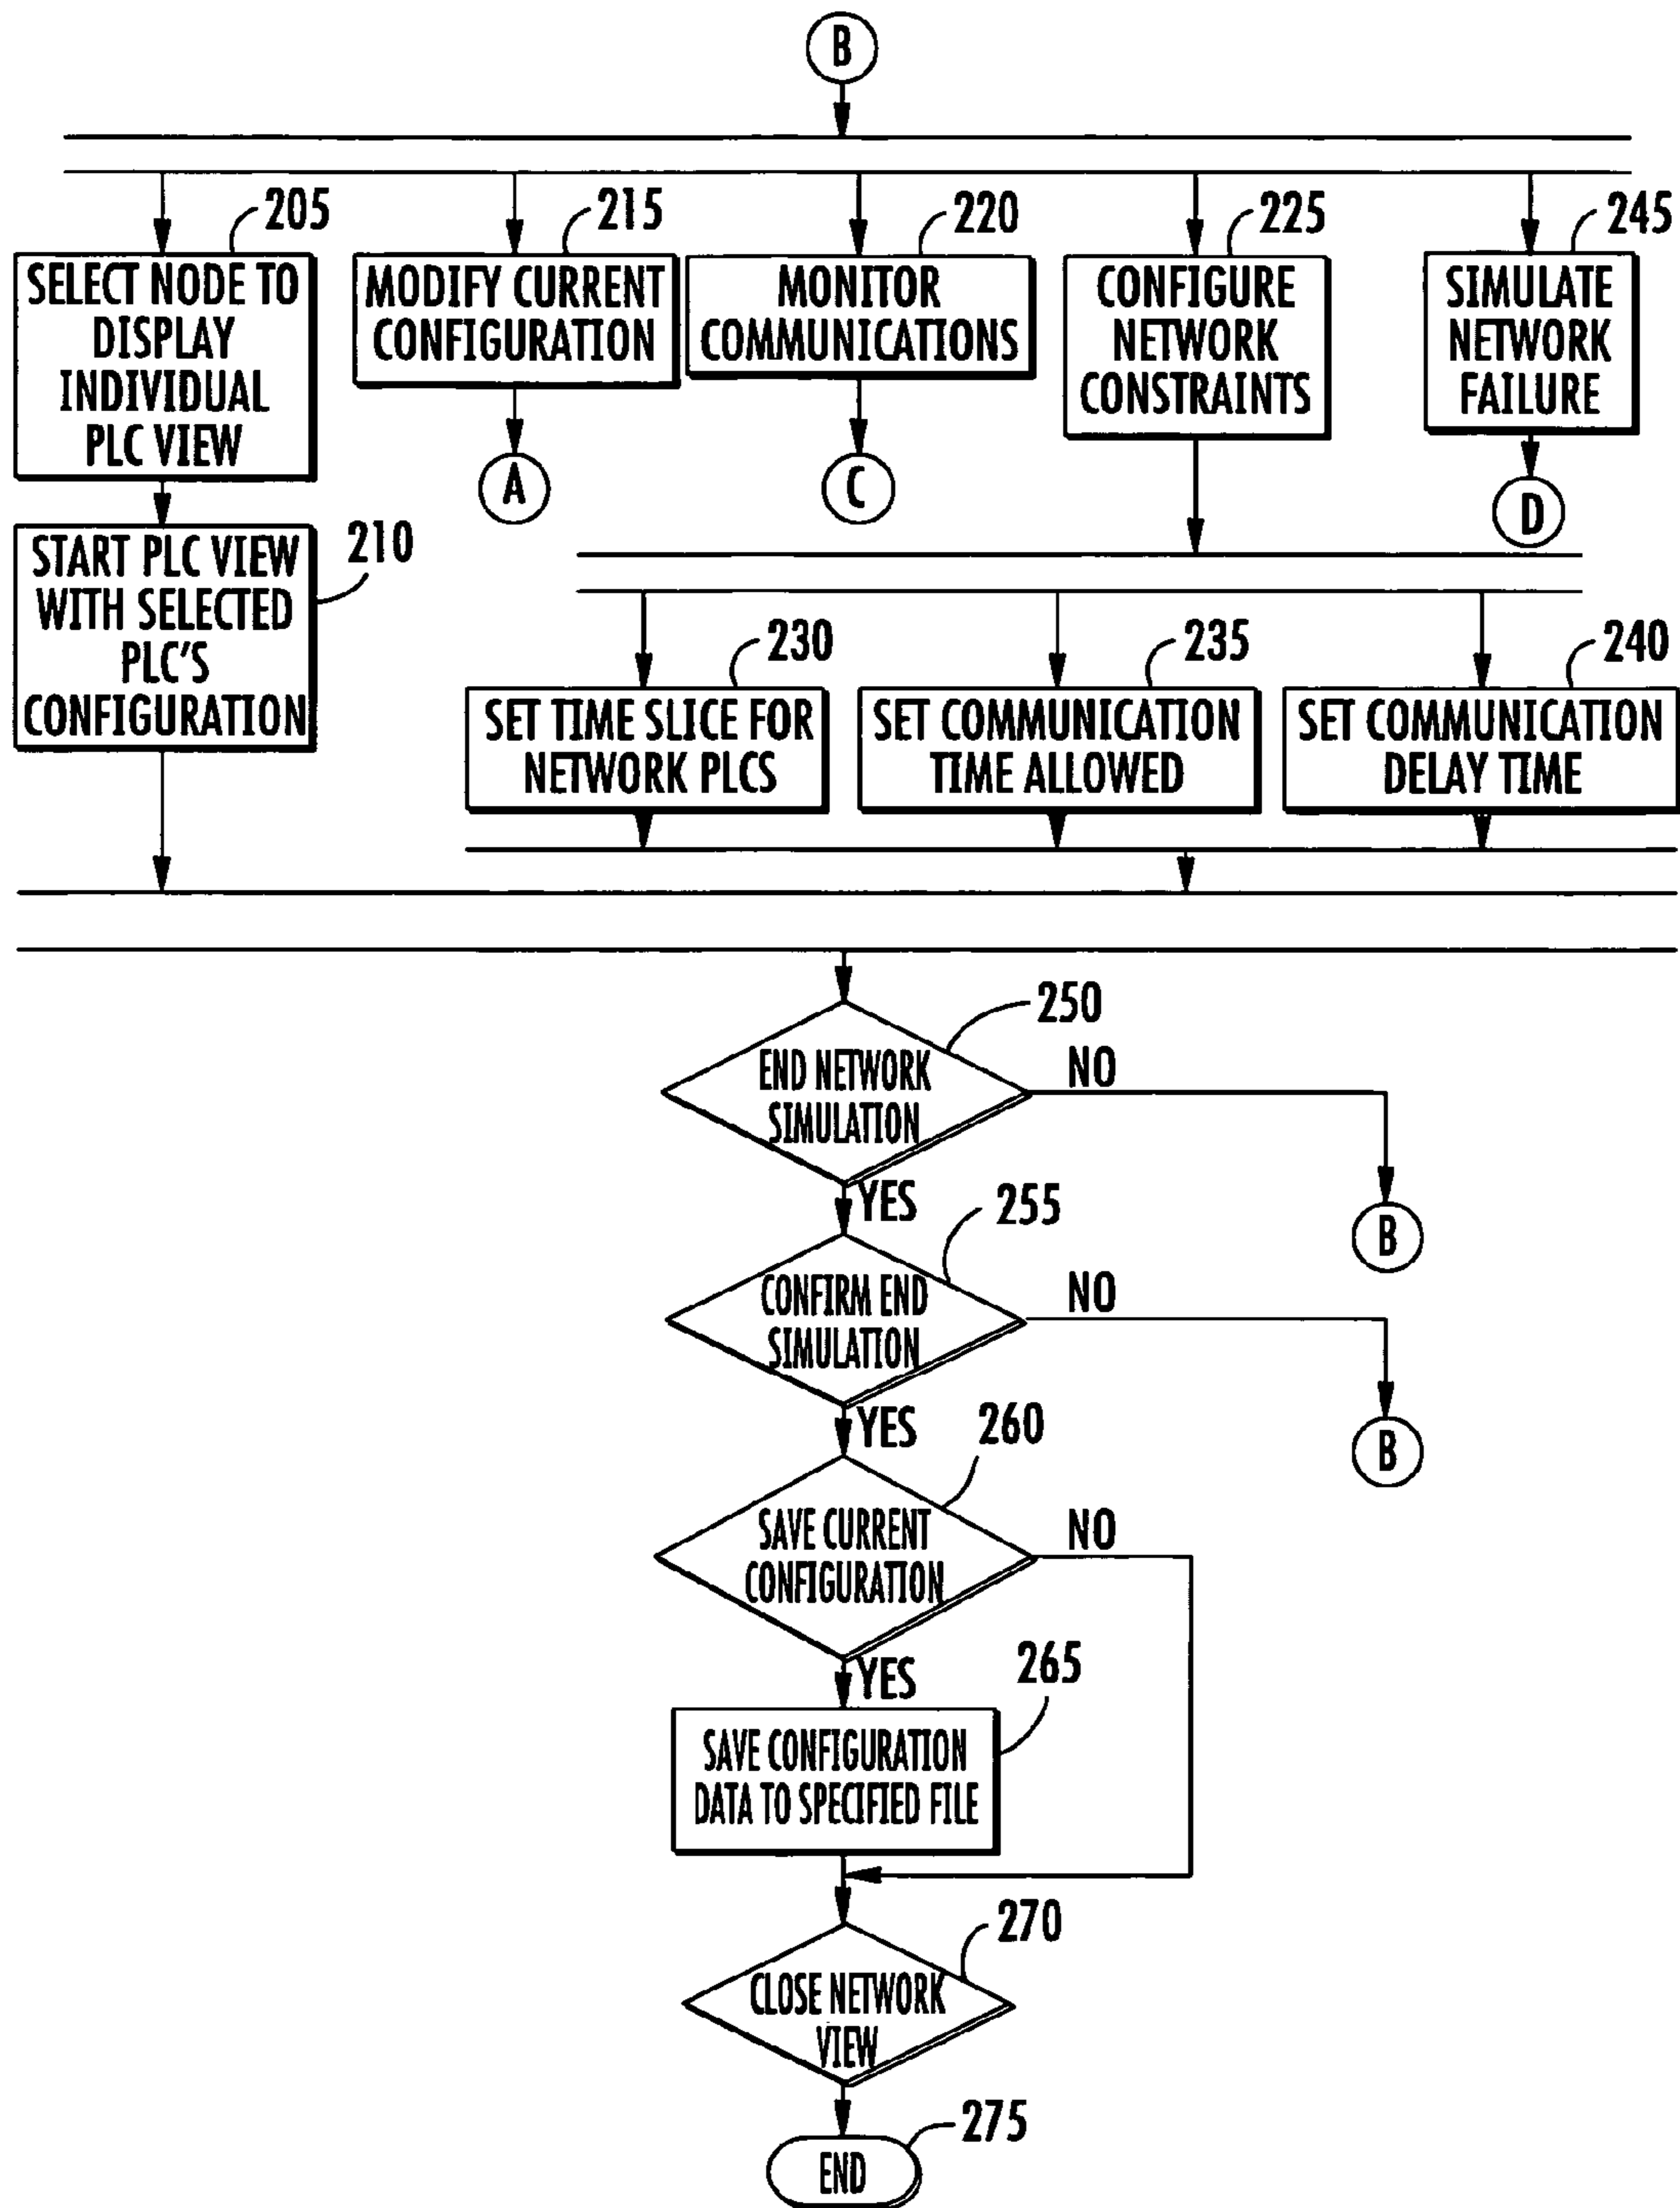 B
205
215
220
225
245
SELECT NODE TO
DISPLAY
INDIVIDUAL
PLC VIEW
MODIFY CURRENT
CONFIGURATION
MONITOR
COMMUNICATIONS
CONFIGURE
NETWORK
CONSTRAINTS
SIMULATE
NETWORK
FAILURE
A
C
D
START PLC VIEW
WITH SELECTED
PLC'S
CONFIGURATION
210
230
235
240
SET TIME SLICE FOR
NETWORK PLCS
SET COMMUNICATION
TIME ALLOWED
SET COMMUNICATION
DELAY TIME
250
END NETWORK
SIMULATION
NO
B
YES
255
CONFIRM END
SIMULATION
NO
B
YES
260
SAVE CURRENT
CONFIGURATION
NO
YES
265
SAVE CONFIGURATION
DATA TO SPECIFIED FILE
270
CLOSE NETWORK
VIEW
275
END